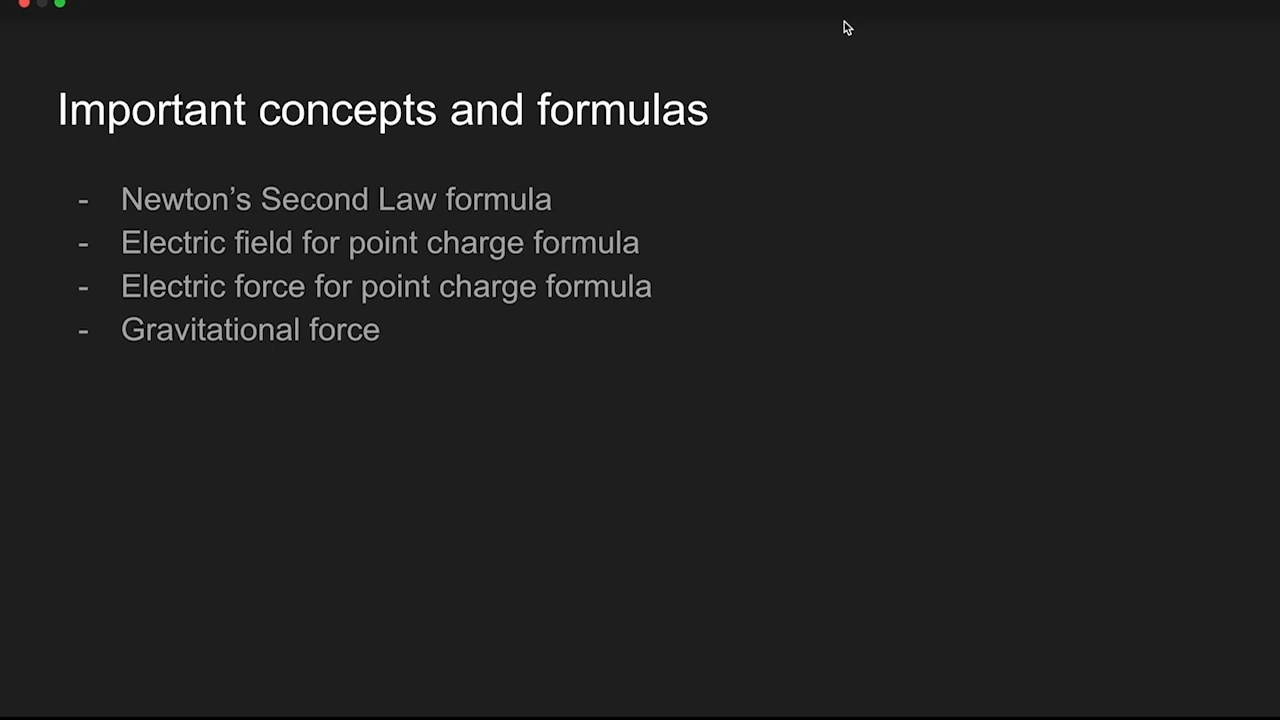 Important concepts and formulas
- Newton’s Second Law formula
- Electric field for point charge formula
- Electric force for point charge formula
- Gravitational force